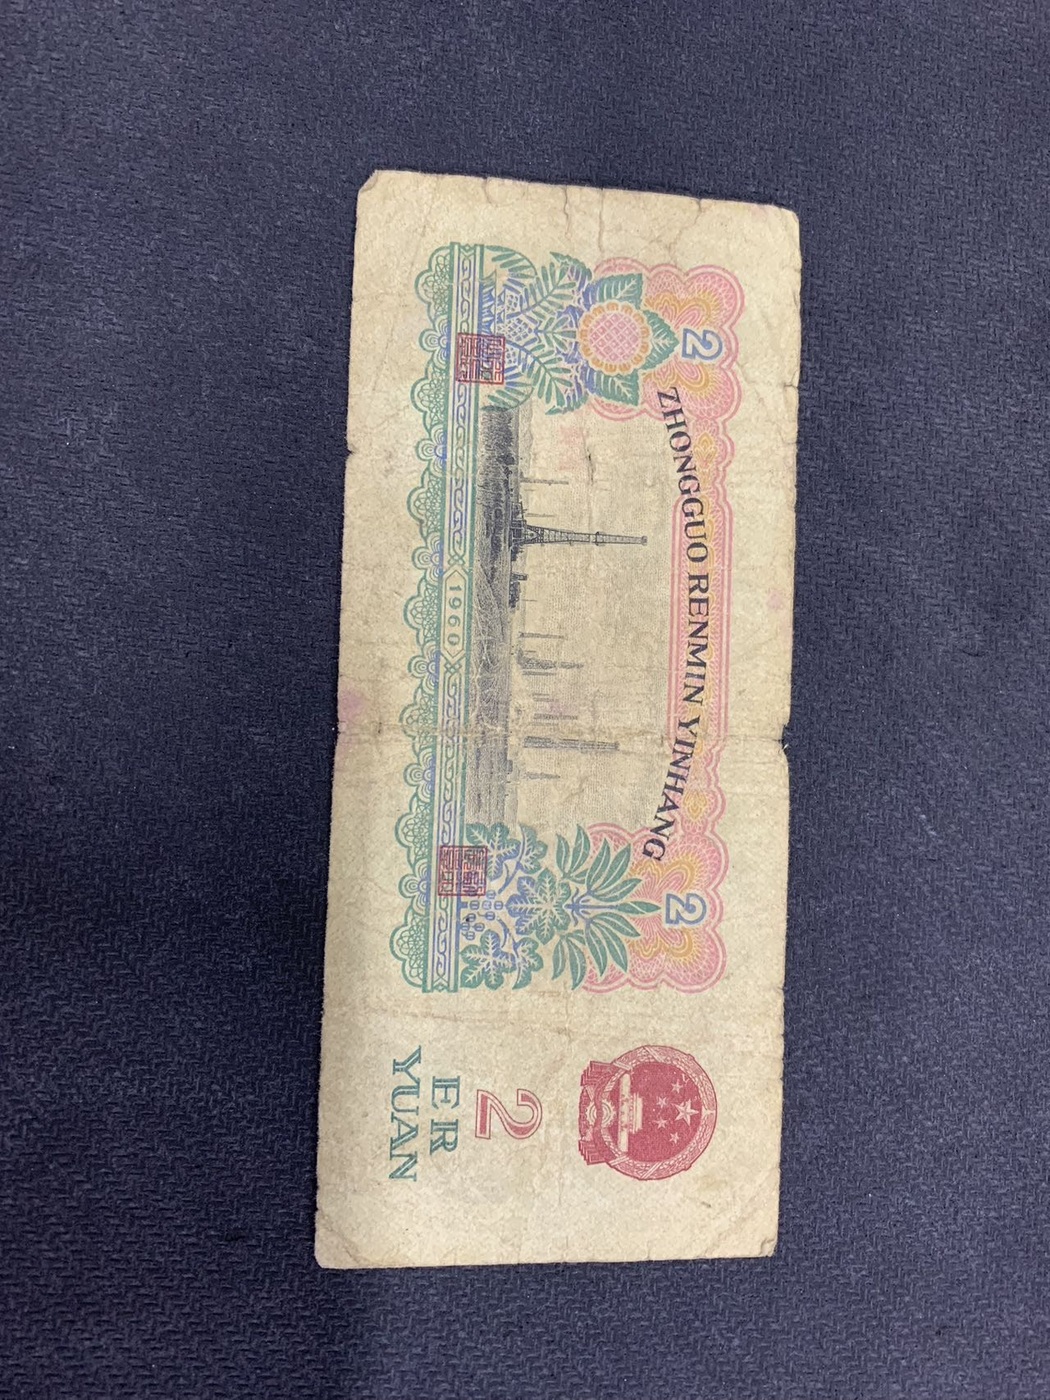 2
2
ZHONGGUO RENMIN YINHANG
1960
2
ER
YUAN